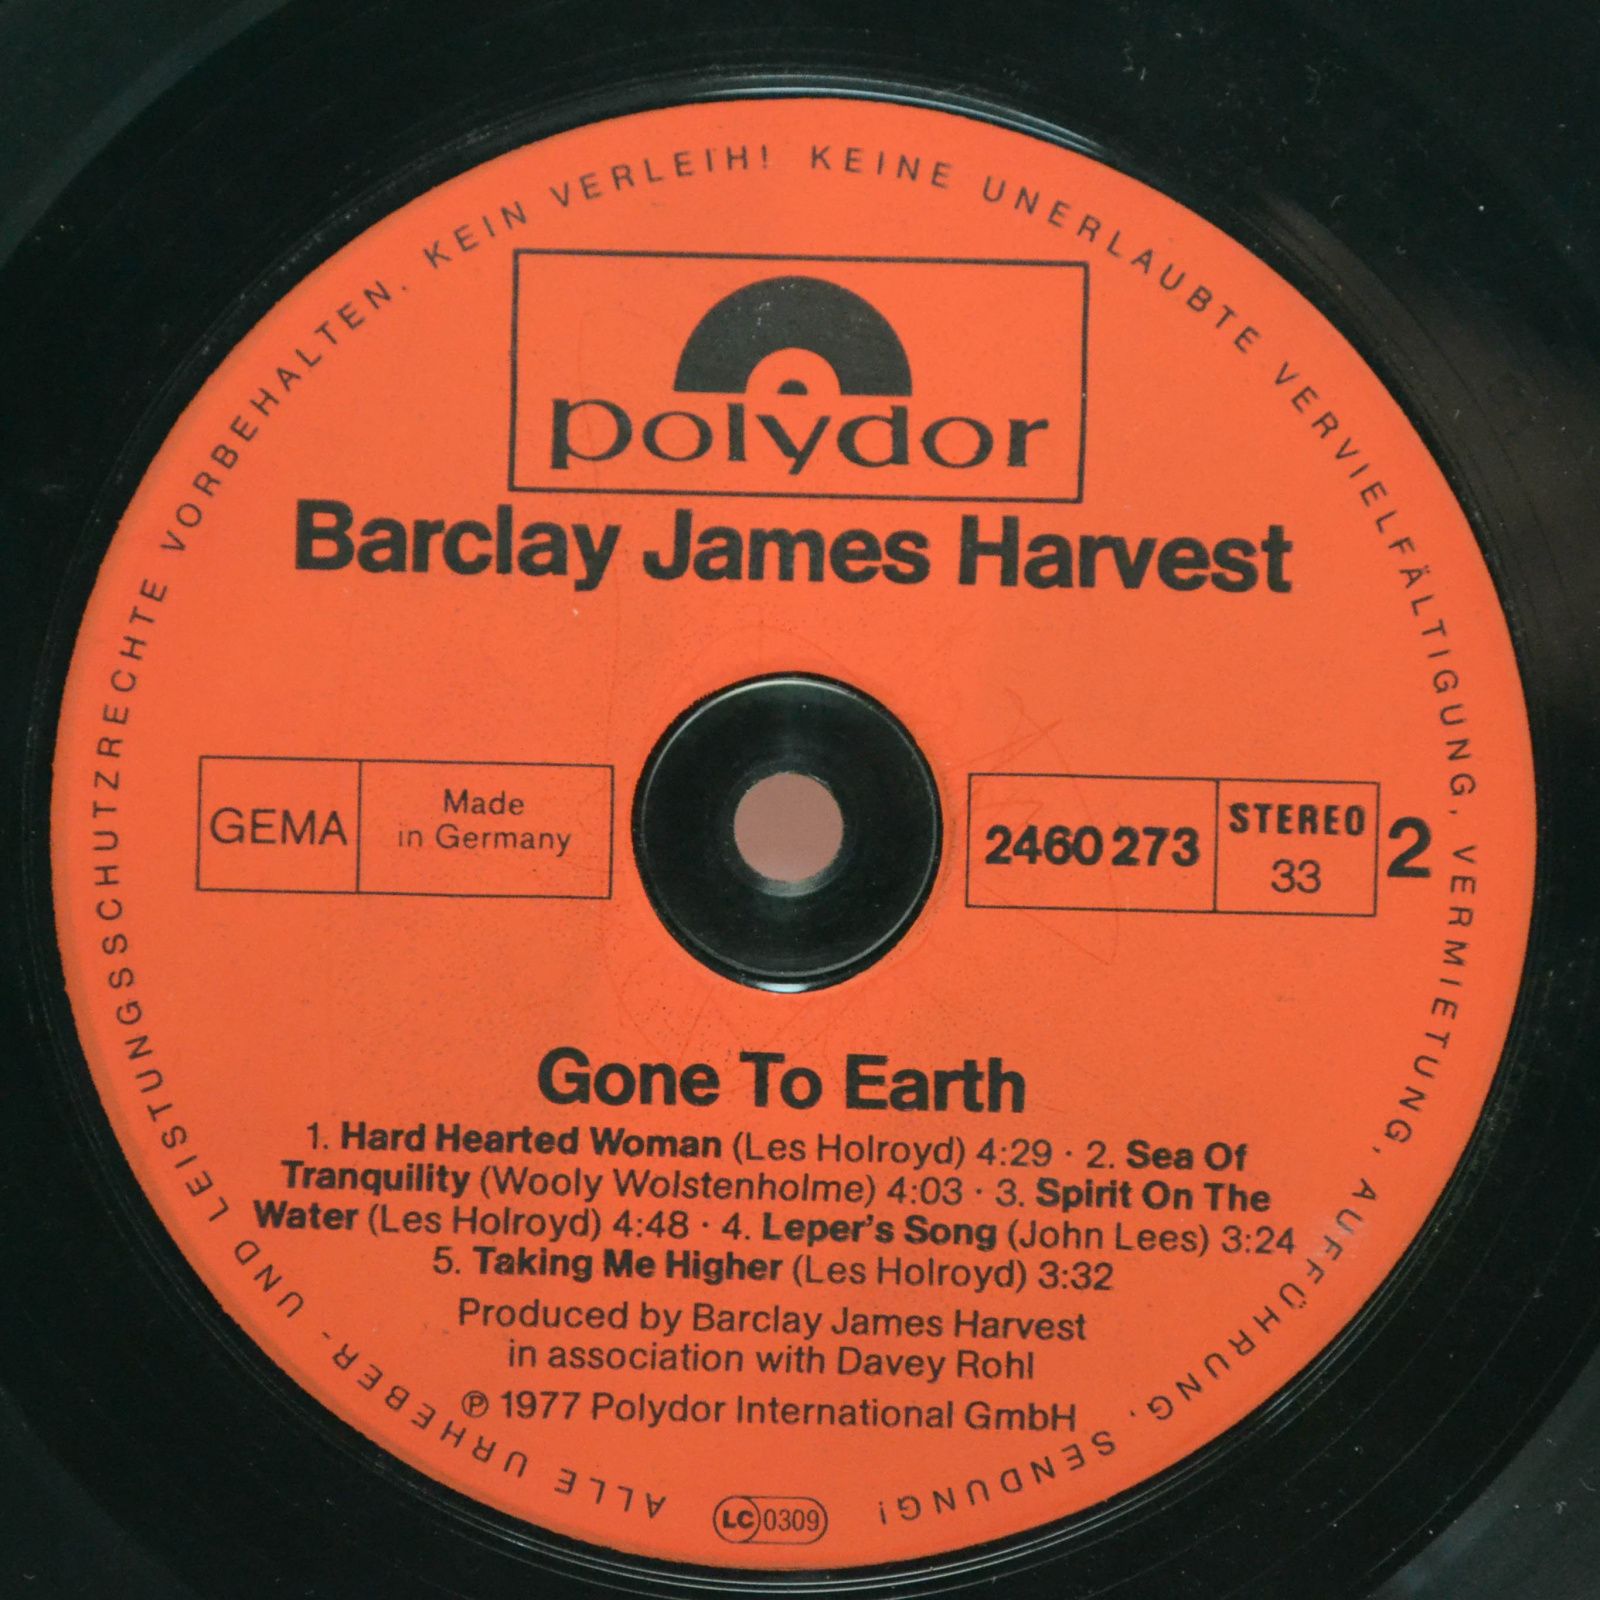 ALLE URHEBER- UND LEISTUNGSSCHUTZRECHTE VORBEHALTEN. KEIN VERLEIH! KEINE UNERLAUBTE VERVIELFÄLTIGUNG, VERMIETUNG, AUFFÜHRUNG, SENDUNG!
polydor
Barclay James Harvest
GEMA
Made
in Germany
2460 273
STEREO
33
2
Gone To Earth
1. Hard Hearted Woman (Les Holroyd) 4:29 · 2. Sea Of
Tranquility (Wooly Wolstenholme) 4:03 · 3. Spirit On The
Water (Les Holroyd) 4:48 · 4. Leper's Song (John Lees) 3:24
5. Taking Me Higher (Les Holroyd) 3:32
Produced by Barclay James Harvest
in association with Davey Rohl
℗ 1977 Polydor International GmbH
LC 0309